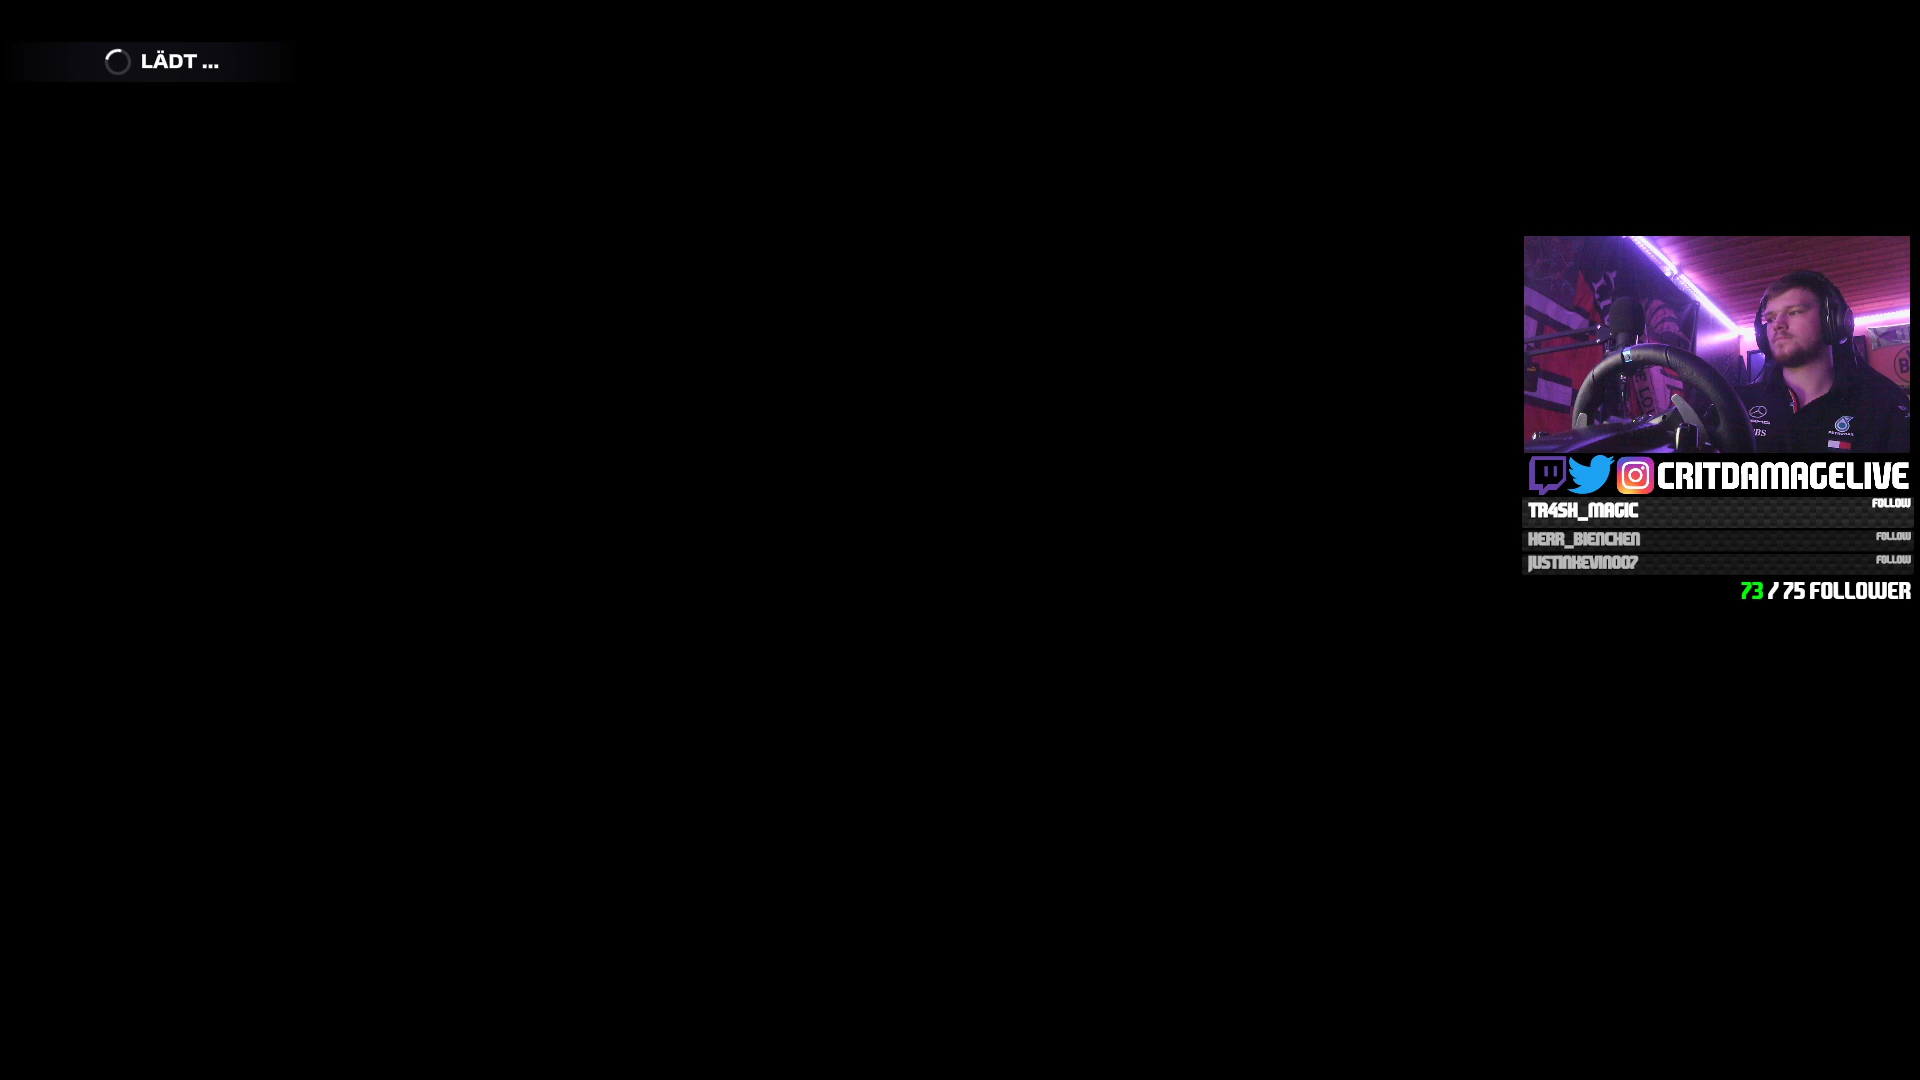 LÄDT ...
CRITDAMAGELIVE
TR4SH_MAGIC FOLLOW
HERR_BIENCHEN FOLLOW
JUSTINKEVIN007 FOLLOW
73 / 75 FOLLOWER